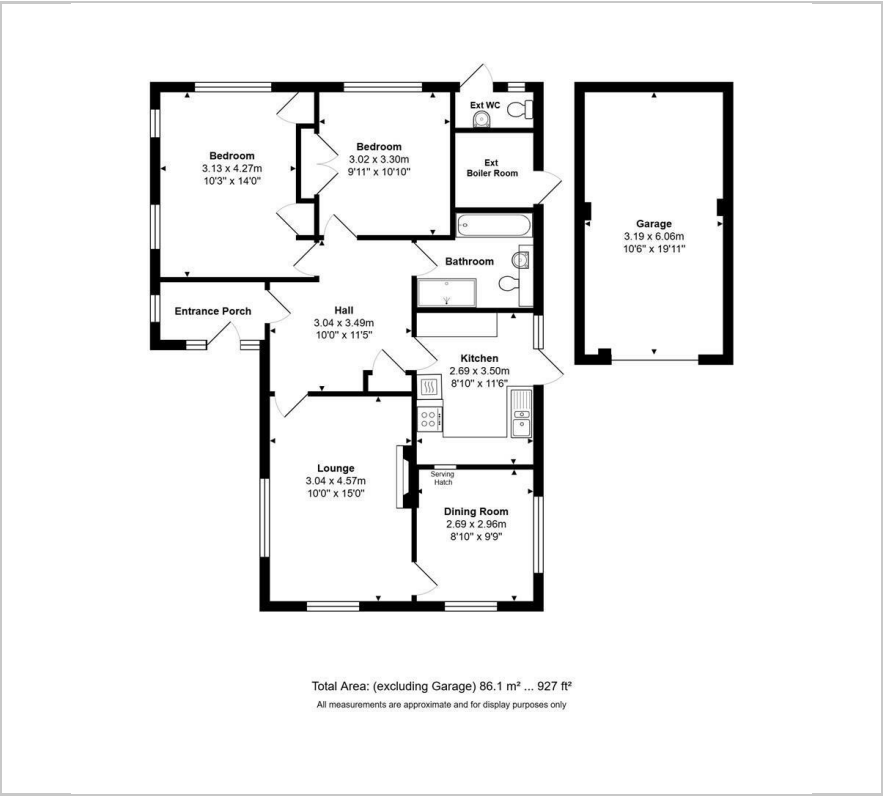 Ext WC
Bedroom
3.13 x 4.27m
10'3" x 14'0"
Bedroom
3.02 x 3.30m
9'11" x 10'10"
Ext
Boiler Room
Garage
3.19 x 6.06m
10'6" x 19'11"
Bathroom
Entrance Porch
Hall
3.04 x 3.49m
10'0" x 11'5"
Kitchen
2.69 x 3.50m
8'10" x 11'6"
Lounge
3.04 x 4.57m
10'0" x 15'0"
Serving
Hatch
Dining Room
2.69 x 2.96m
8'10" x 9'9"
Total Area: (excluding Garage) 86.1 m² ... 927 ft²
All measurements are approximate and for display purposes only